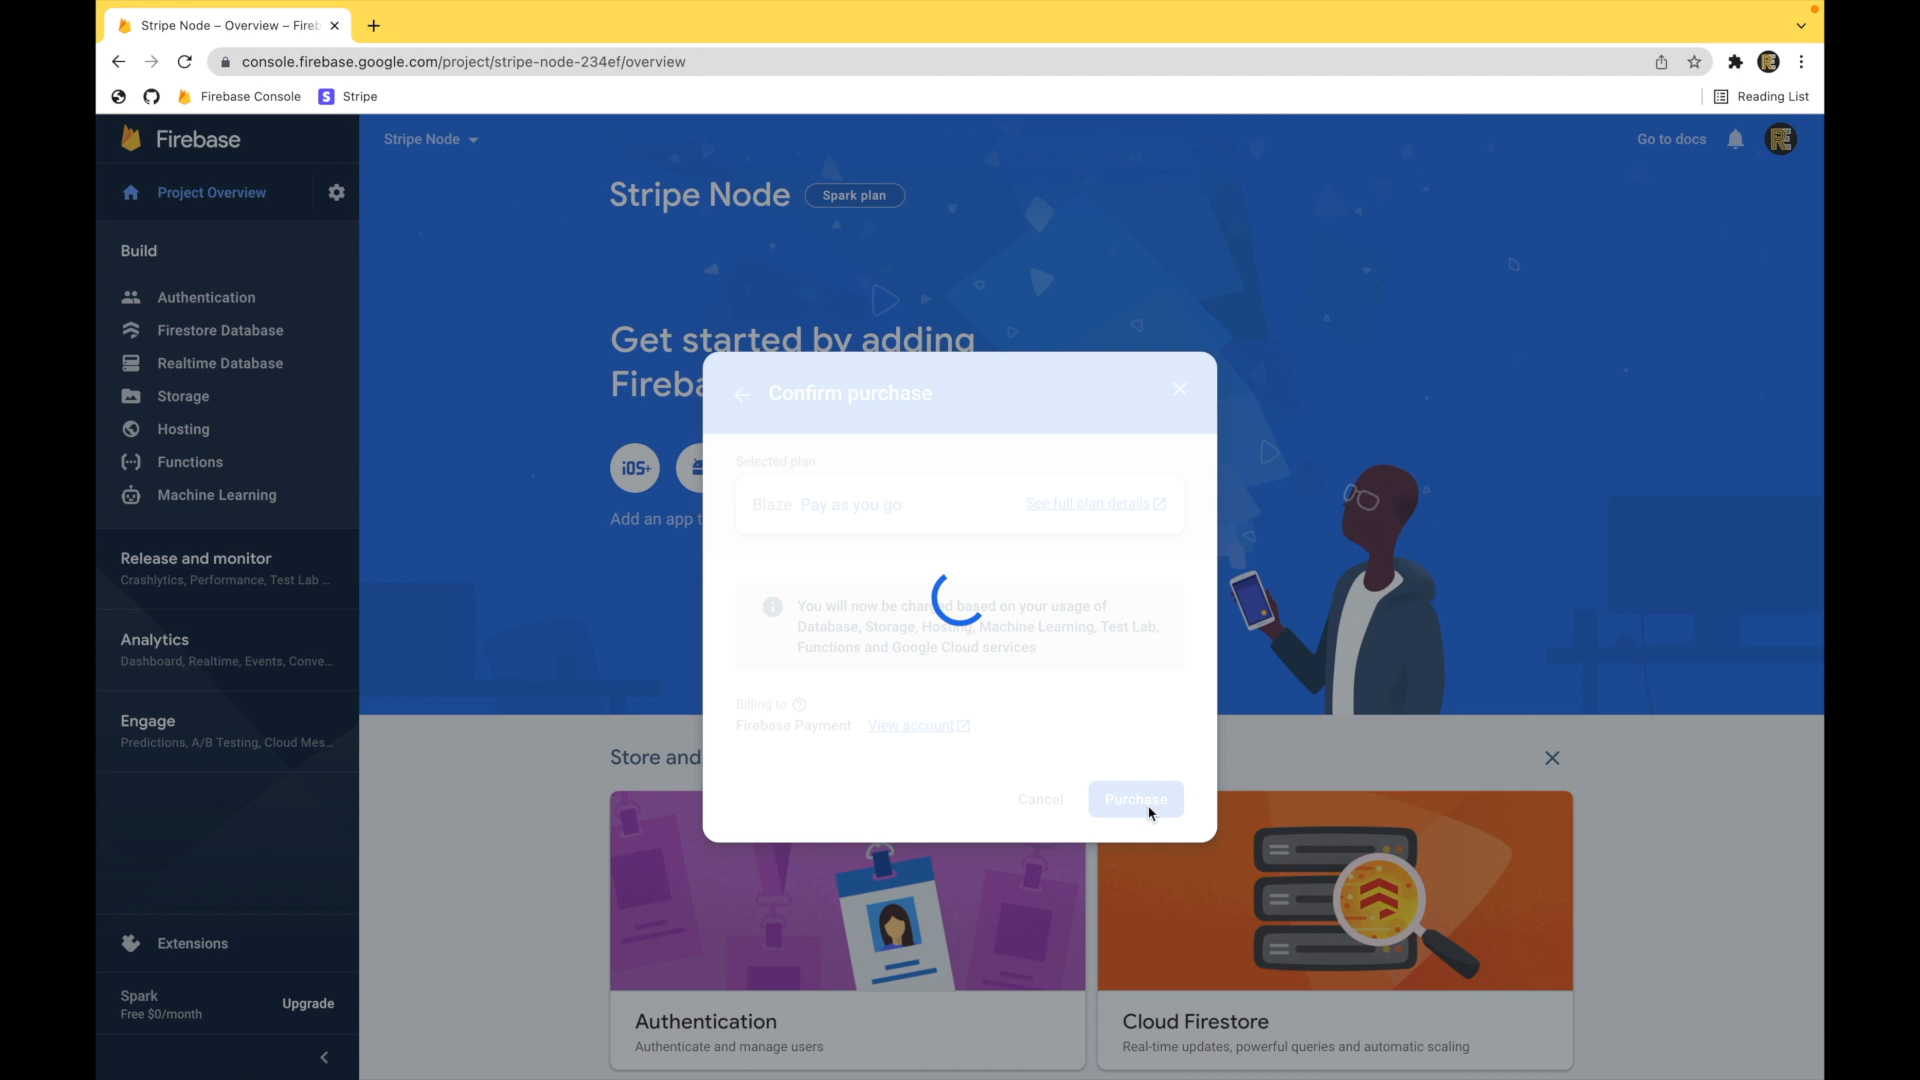 Stripe Node – Overview – Fireb
console.firebase.google.com/project/stripe-node-234ef/overview
Firebase Console
S Stripe
Reading List
Firebase
Stripe Node
Go to docs
RE
Project Overview
Stripe Node
Spark plan
Build
Authentication
Firestore Database
Realtime Database
Storage
Hosting
Functions
Machine Learning
Release and monitor
Crashlytics, Performance, Test Lab ...
Analytics
Dashboard, Realtime, Events, Conve...
Engage
Predictions, A/B Testing, Cloud Mes...
Extensions
Spark
Free $0/month
Upgrade
Get started by adding
Fireba
iOS+
Add an app t
Confirm purchase
Selected plan
Blaze Pay as you go
See full plan details
You will now be charged based on your usage of
Database, Storage, Hosting, Machine Learning, Test Lab,
Functions and Google Cloud services
Billing to
Firebase Payment View account
Cancel
Purchase
Store and
Authentication
Authenticate and manage users
Cloud Firestore
Real-time updates, powerful queries and automatic scaling